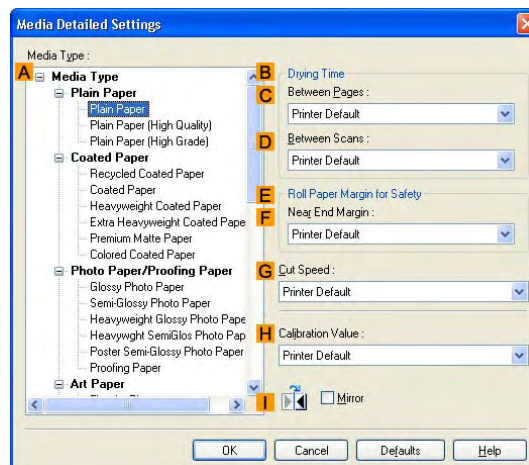 Media Detailed Settings
Media Type :
A
Media Type
Plain Paper
Plain Paper
Plain Paper (High Quality)
Plain Paper (High Grade)
Coated Paper
Recycled Coated Paper
Coated Paper
Heavyweight Coated Paper
Extra Heavyweight Coated Pape
Premium Matte Paper
Colored Coated Paper
Photo Paper/Proofing Paper
Glossy Photo Paper
Semi-Glossy Photo Paper
Heavyweight Glossy Photo Pape
Heavywght SemiGlos Photo Pap
Poster Semi-Glossy Photo Paper
Proofing Paper
Art Paper
B Drying Time
C Between Pages :
Printer Default
D Between Scans :
Printer Default
E Roll Paper Margin for Safety
F Near End Margin :
Printer Default
G Cut Speed :
Printer Default
H Calibration Value :
Printer Default
I Mirror
OK Cancel Defaults Help